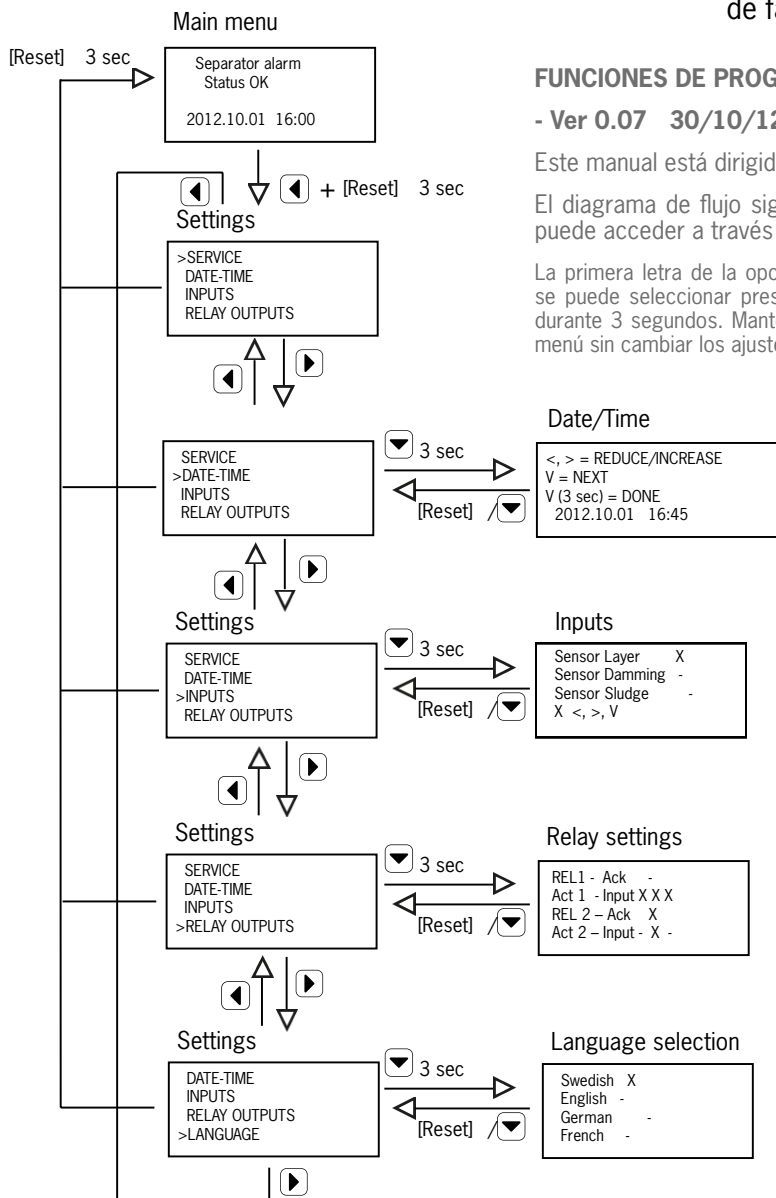 de fa
Main menu
[Reset] 3 sec
Separator alarm
Status OK
2012.10.01 16:00
FUNCIONES DE PROG
- Ver 0.07 30/10/12
Este manual está dirigid
El diagrama de flujo sig
puede acceder a través
La primera letra de la opc
se puede seleccionar pres
durante 3 segundos. Mant
menú sin cambiar los ajuste
+ [Reset] 3 sec
Settings
>SERVICE
DATE-TIME
INPUTS
RELAY OUTPUTS
SERVICE
>DATE-TIME
INPUTS
RELAY OUTPUTS
3 sec
[Reset] /
Date/Time
<, > = REDUCE/INCREASE
V = NEXT
V (3 sec) = DONE
2012.10.01 16:45
Settings
SERVICE
DATE-TIME
>INPUTS
RELAY OUTPUTS
3 sec
[Reset] /
Inputs
Sensor Layer X
Sensor Damming -
Sensor Sludge -
X <, >, V
Settings
SERVICE
DATE-TIME
INPUTS
>RELAY OUTPUTS
3 sec
[Reset] /
Relay settings
REL1 - Ack -
Act 1 - Input X X X
REL 2 – Ack X
Act 2 – Input - X -
Settings
DATE-TIME
INPUTS
RELAY OUTPUTS
>LANGUAGE
3 sec
[Reset] /
Language selection
Swedish X
English -
German -
French -